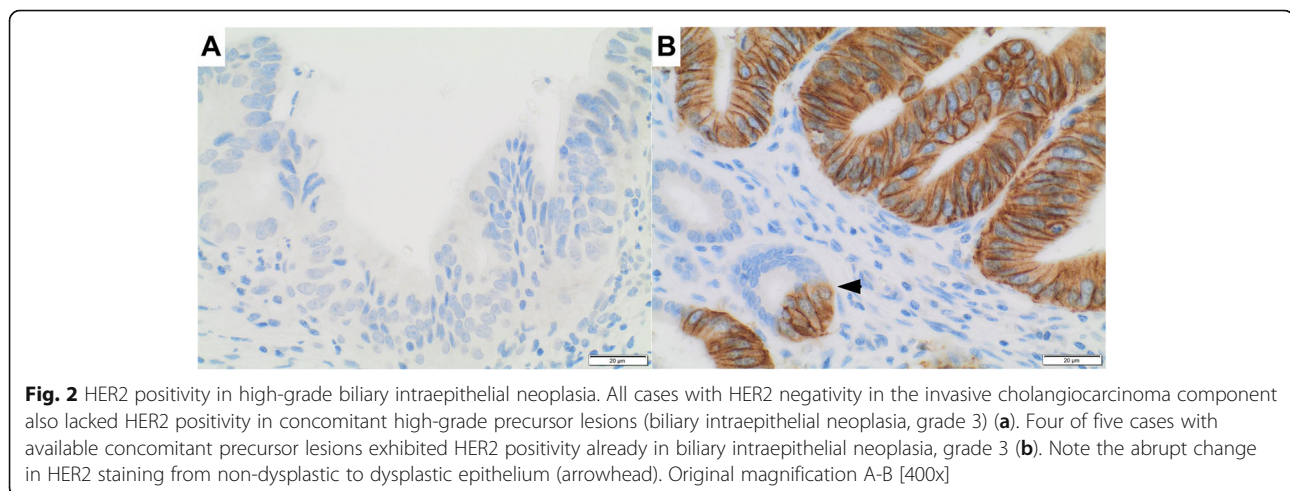 A
B
20 µm
20 µm
Fig. 2 HER2 positivity in high-grade biliary intraepithelial neoplasia. All cases with HER2 negativity in the invasive cholangiocarcinoma component
also lacked HER2 positivity in concomitant high-grade precursor lesions (biliary intraepithelial neoplasia, grade 3) (a). Four of five cases with
available concomitant precursor lesions exhibited HER2 positivity already in biliary intraepithelial neoplasia, grade 3 (b). Note the abrupt change
in HER2 staining from non-dysplastic to dysplastic epithelium (arrowhead). Original magnification A-B [400x]